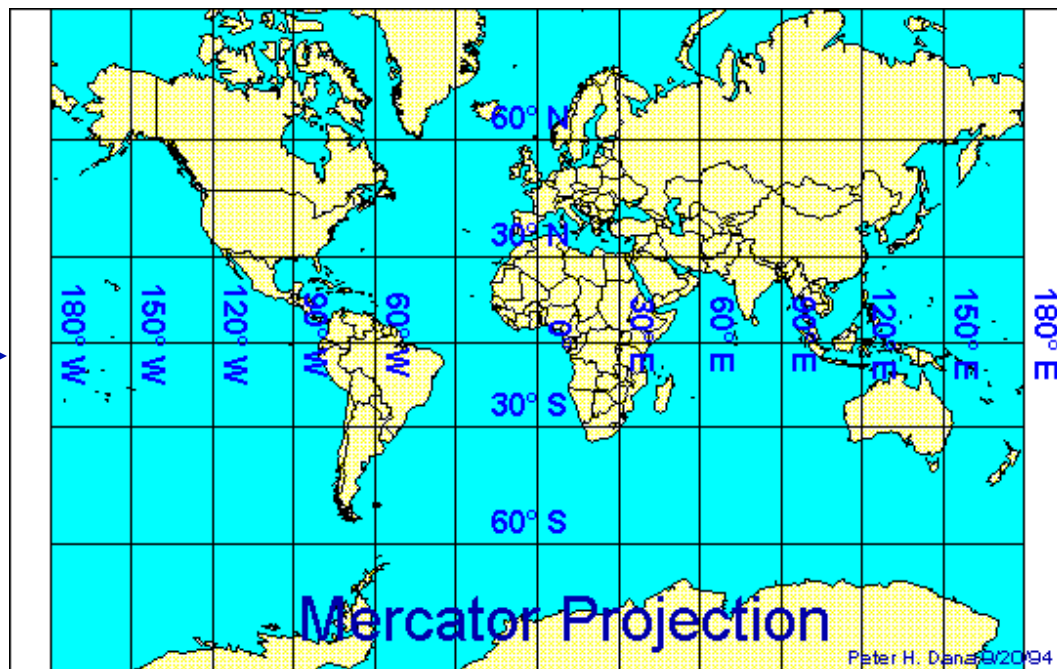 60° N
30° N
180° W
150° W
120° W
90° W
60° W
0°
30° E
60° E
90° E
120° E
150° E
180° E
30° S
60° S
Mercator Projection
Peter H. Dana 9/20/94